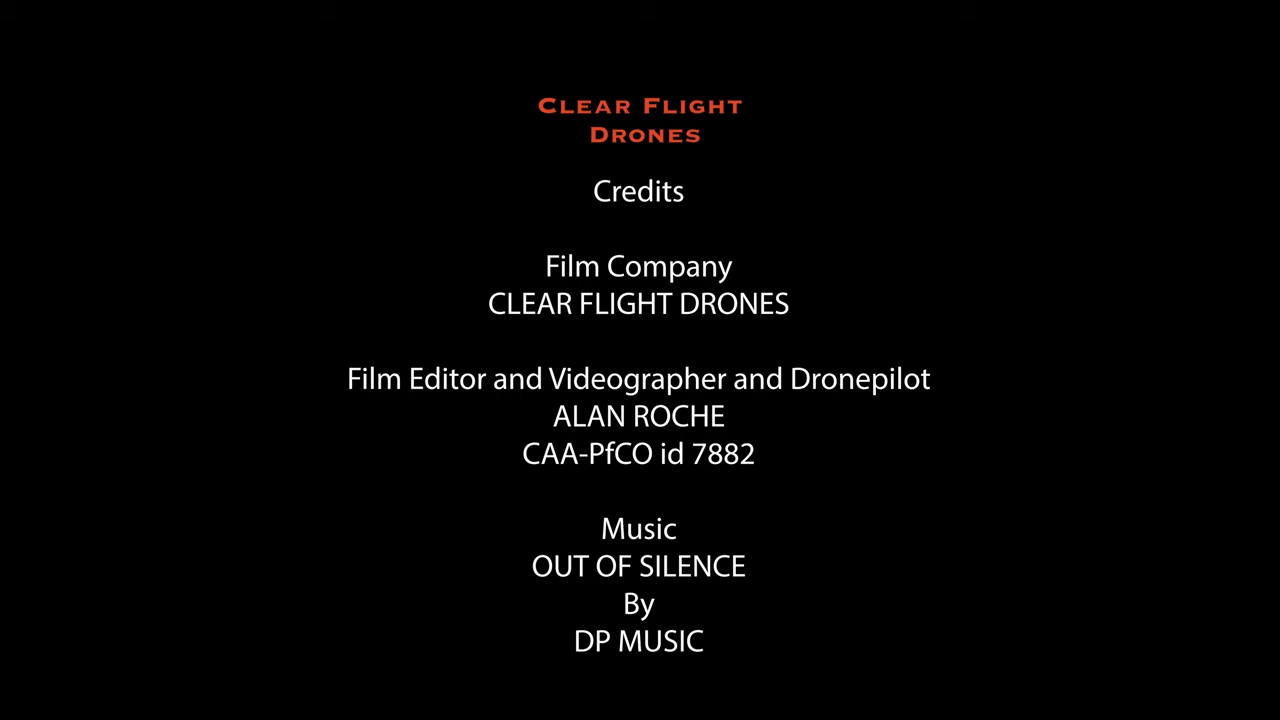 CLEAR FLIGHT
DRONES
Credits
Film Company
CLEAR FLIGHT DRONES
Film Editor and Videographer and Dronepilot
ALAN ROCHE
CAA-PfCO id 7882
Music
OUT OF SILENCE
By
DP MUSIC